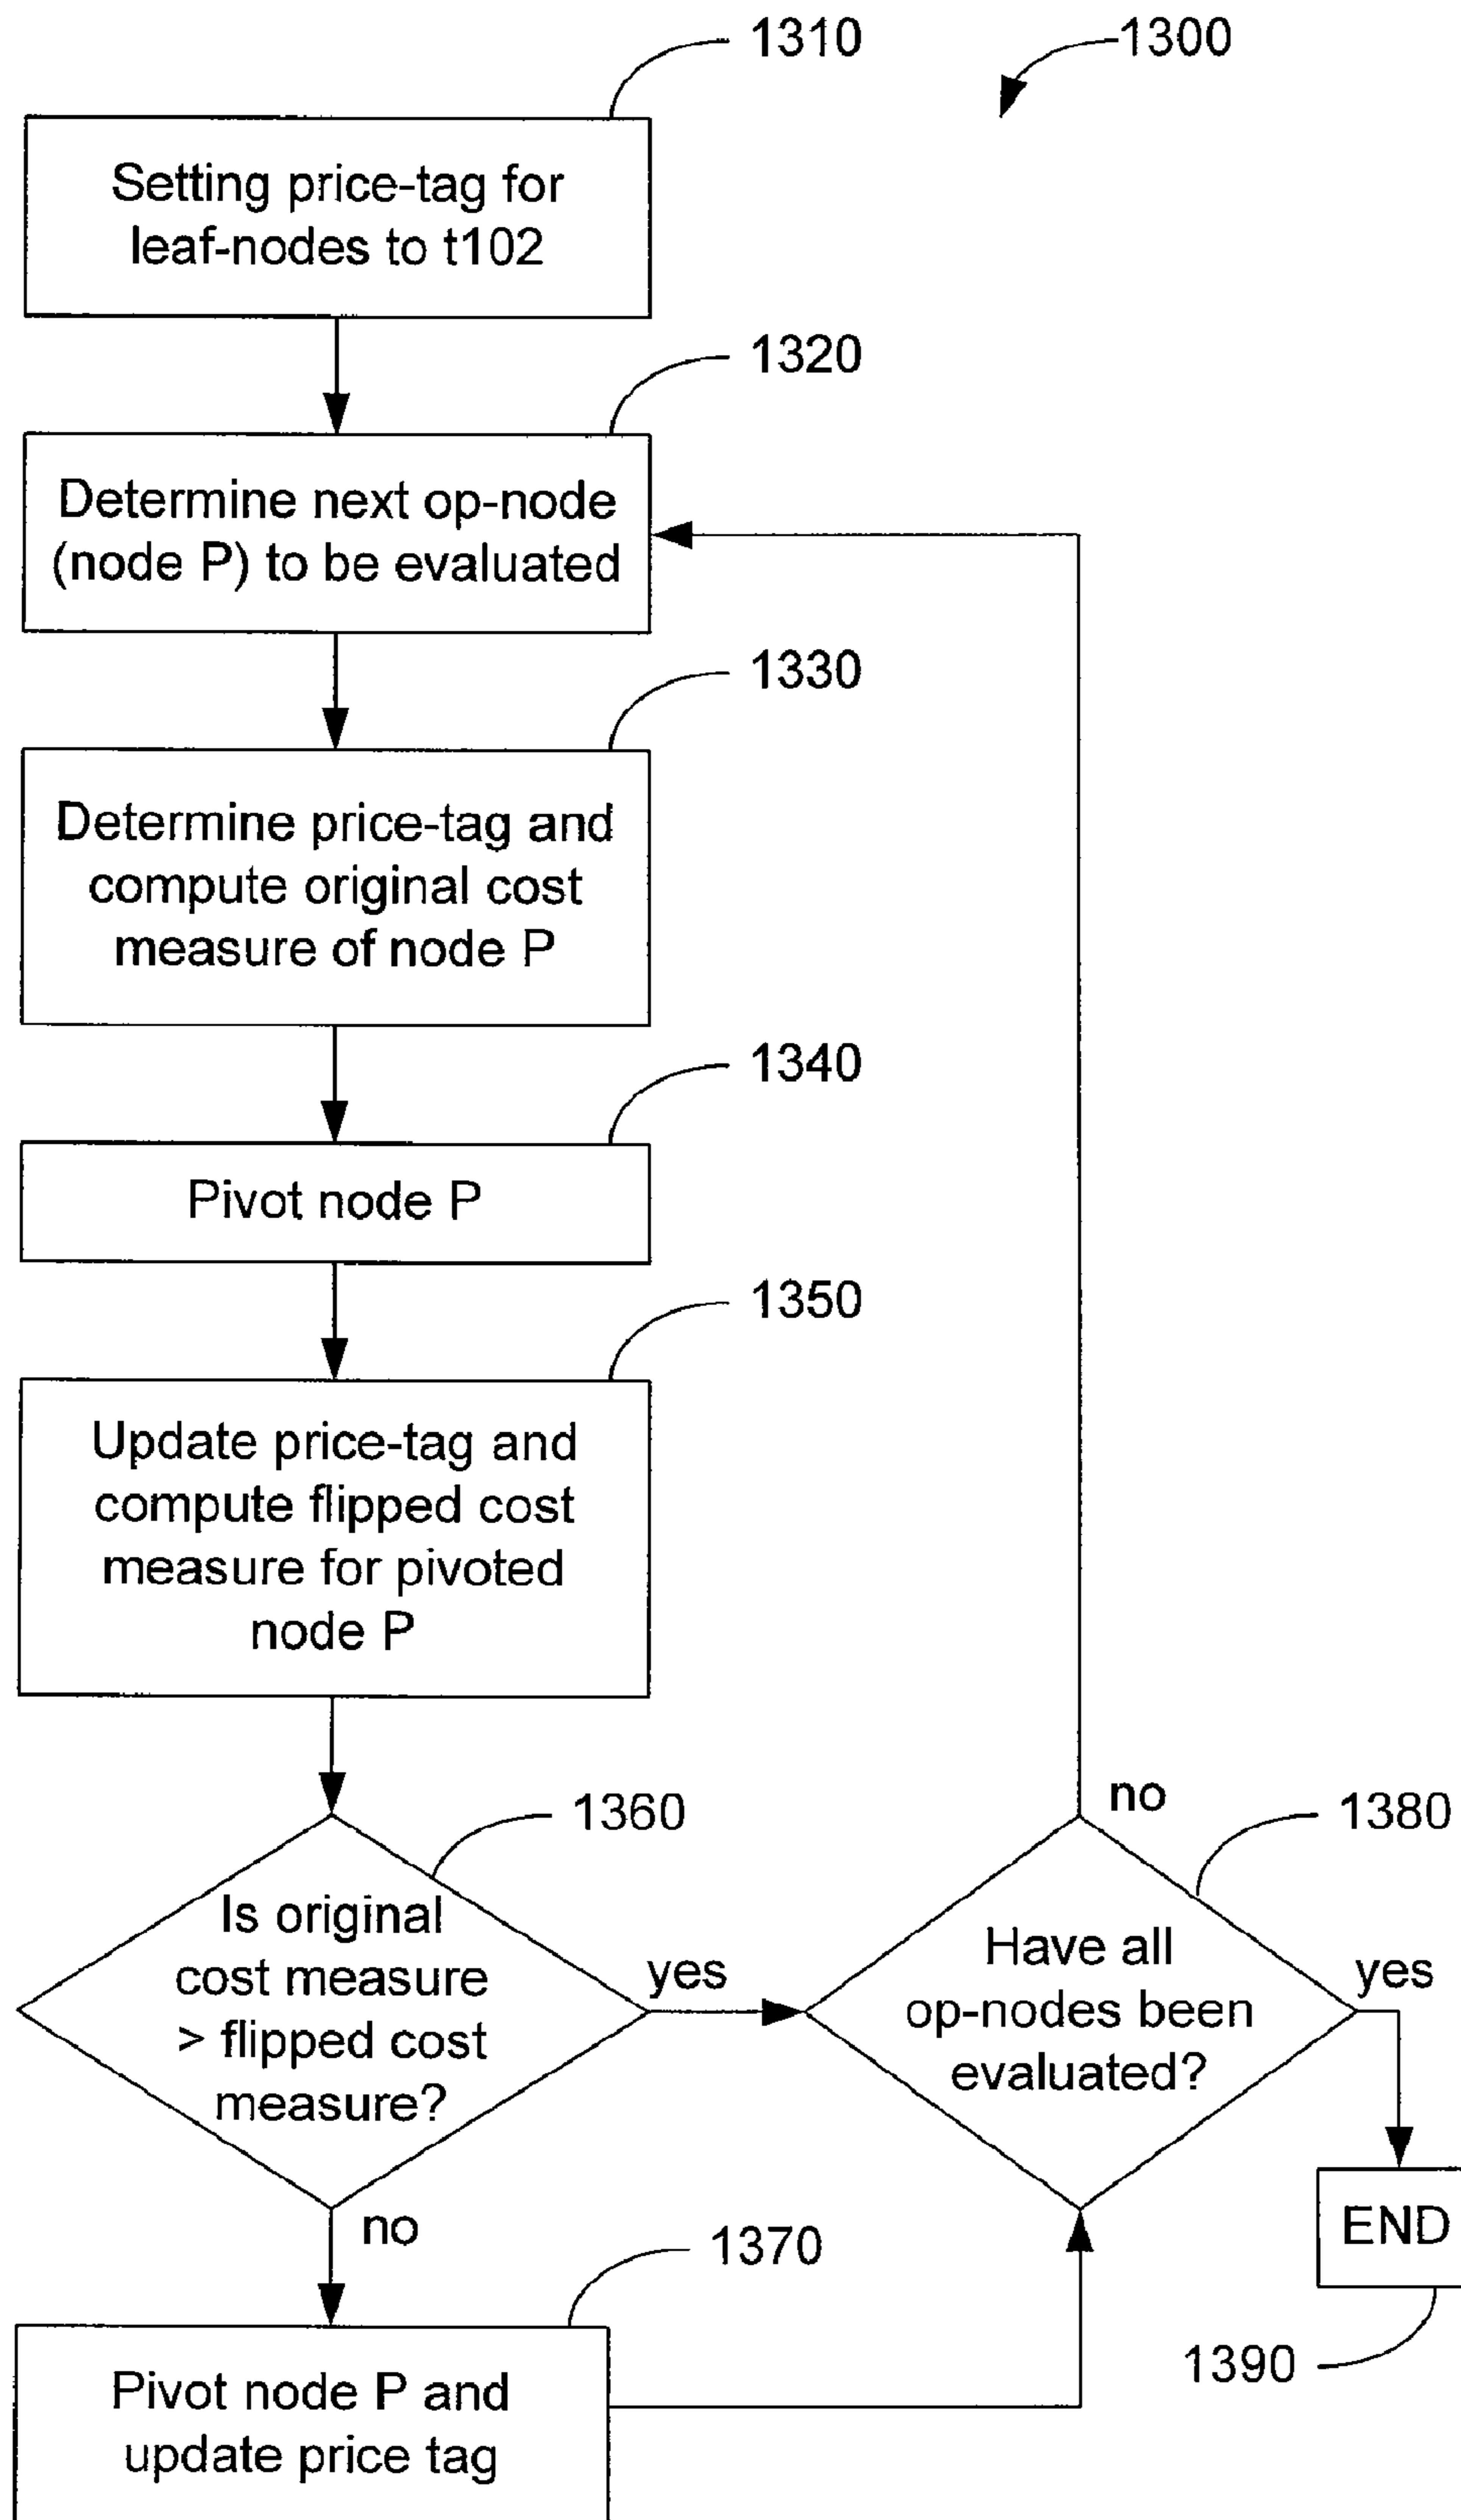 1310
1300
Setting price-tag for
leaf-nodes to t102
1320
Determine next op-node
(node P) to be evaluated
1330
Determine price-tag and
compute original cost
measure of node P
1340
Pivot node P
1350
Update price-tag and
compute flipped cost
measure for pivoted
node P
1360
Is original
cost measure
> flipped cost
measure?
yes
no
1380
no
Have all
op-nodes been
evaluated?
yes
END
1390
1370
Pivot node P and
update price tag